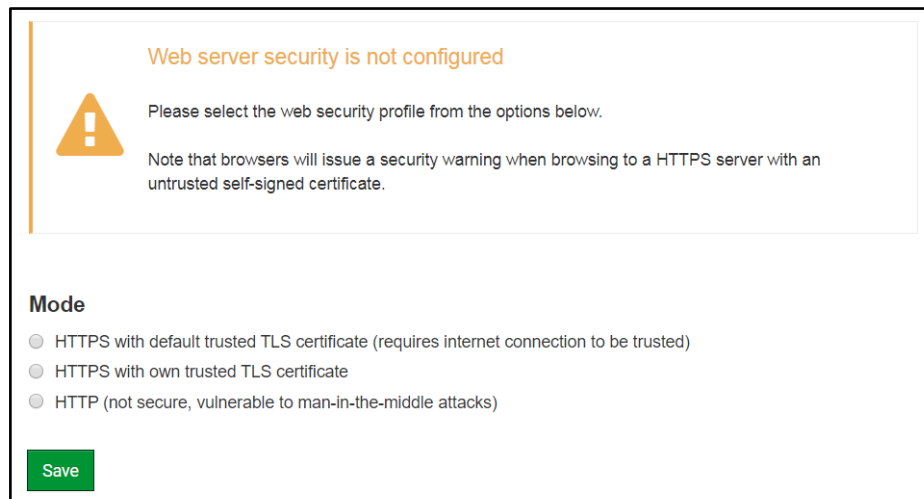 Web server security is not configured
Please select the web security profile from the options below.
Note that browsers will issue a security warning when browsing to a HTTPS server with an
untrusted self-signed certificate.
Mode
HTTPS with default trusted TLS certificate (requires internet connection to be trusted)
HTTPS with own trusted TLS certificate
HTTP (not secure, vulnerable to man-in-the-middle attacks)
Save